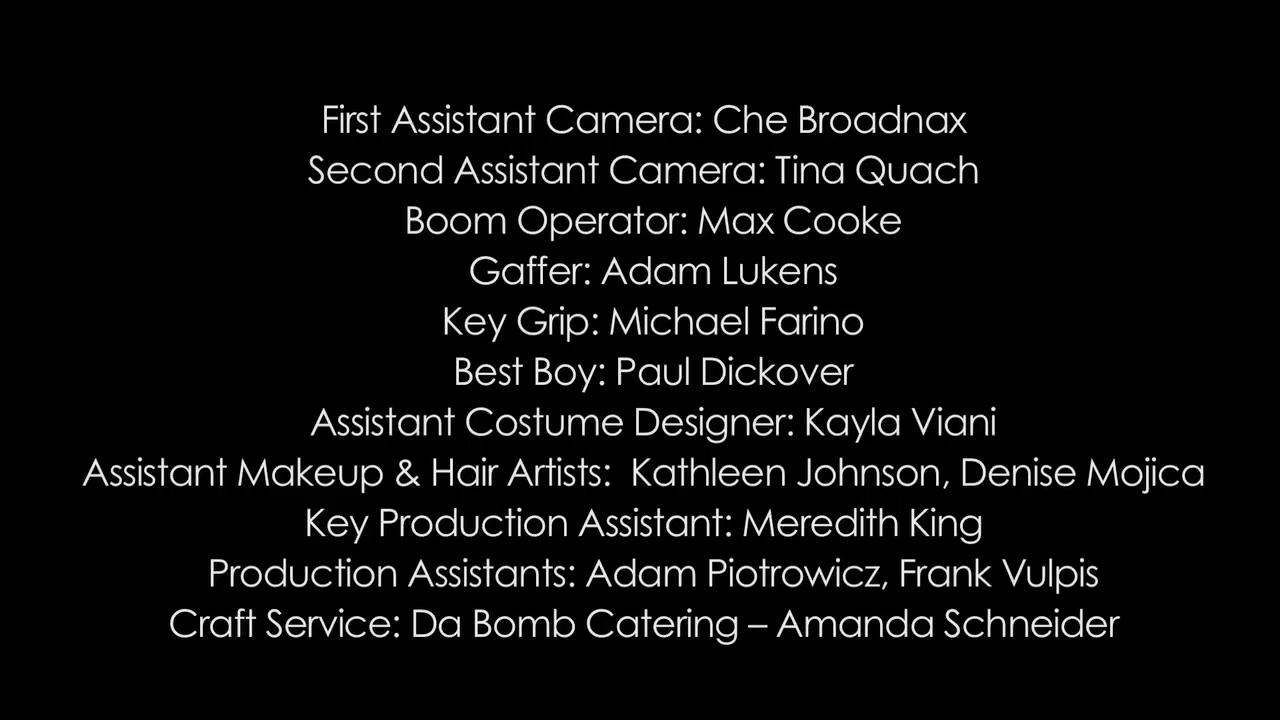 First Assistant Camera: Che Broadnax
Second Assistant Camera: Tina Quach
Boom Operator: Max Cooke
Gaffer: Adam Lukens
Key Grip: Michael Farino
Best Boy: Paul Dickover
Assistant Costume Designer: Kayla Viani
Assistant Makeup & Hair Artists:  Kathleen Johnson, Denise Mojica
Key Production Assistant: Meredith King
Production Assistants: Adam Piotrowicz, Frank Vulpis
Craft Service: Da Bomb Catering – Amanda Schneider